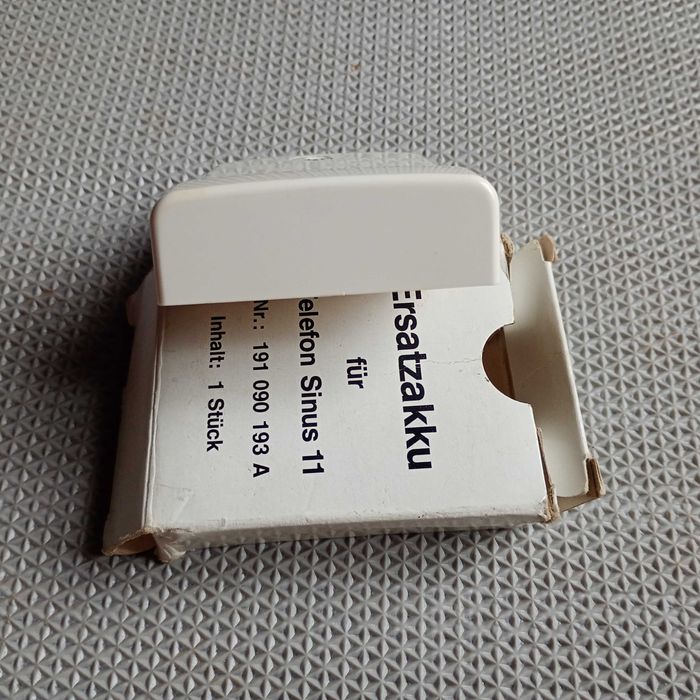 Ersatzakku
für
elefon Sinus 11
Nr.: 191 090 193 A
Inhalt: 1 Stück